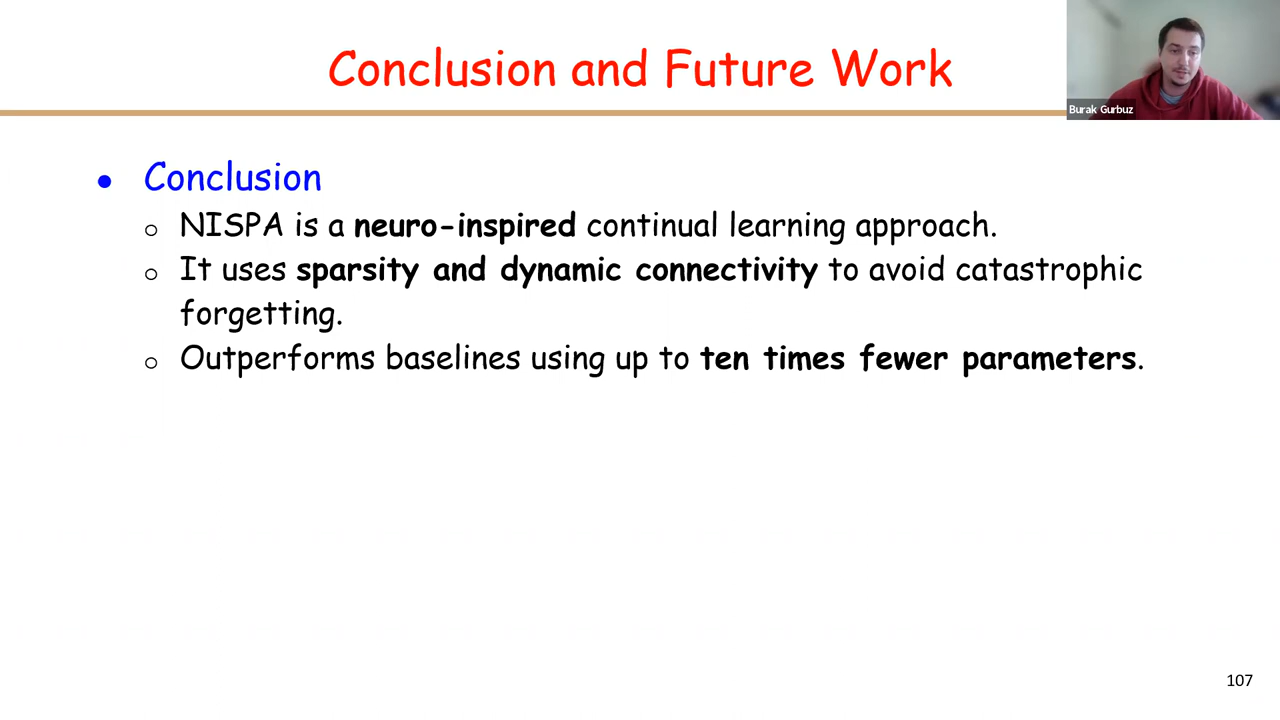 Conclusion and Future Work
Burak Gurbuz
● Conclusion
○ NISPA is a neuro-inspired continual learning approach.
○ It uses sparsity and dynamic connectivity to avoid catastrophic
forgetting.
○ Outperforms baselines using up to ten times fewer parameters.
107